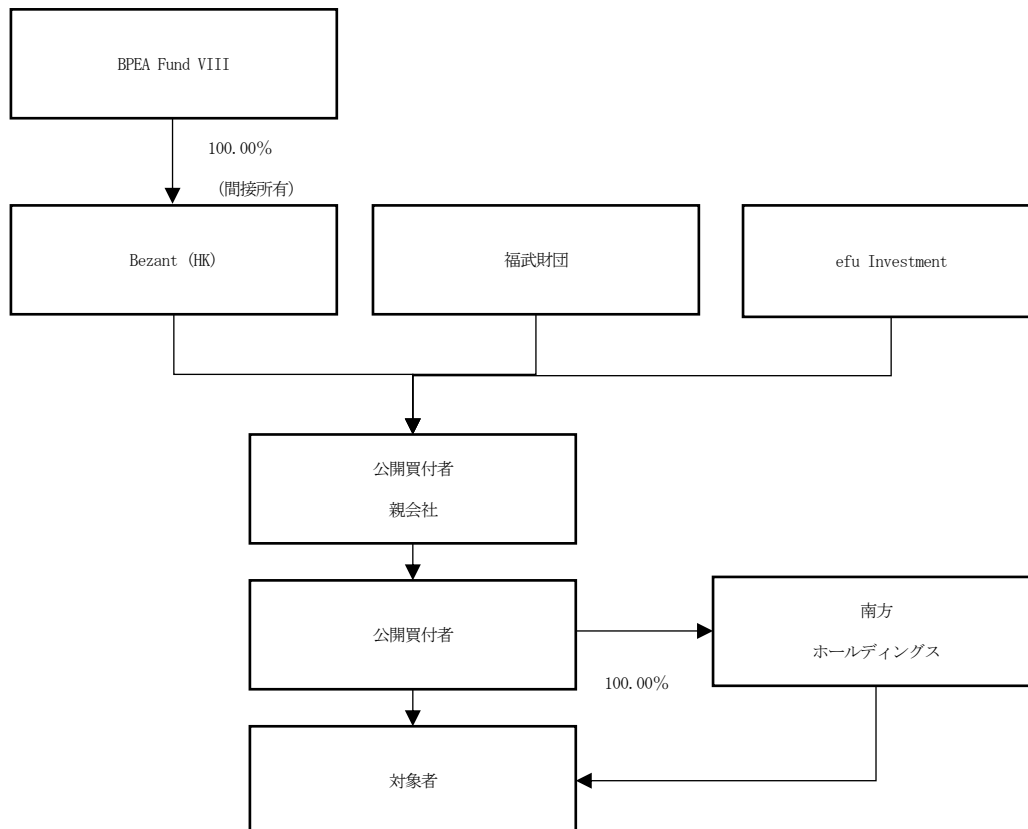 BPEA Fund VIII
100.00%
(間接所有)
Bezant (HK)
福武財団
efu Investment
公開買付者
親会社
公開買付者
南方
ホールディングス
100.00%
対象者